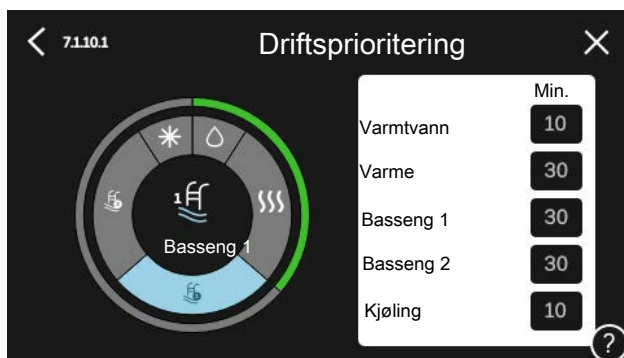 7.1.10.1
Driftsprioritering
Min.
Varmtvann 10
Varme 30
Basseng 1 30
Basseng 2 30
Kjøling 10
1
Basseng 1
?